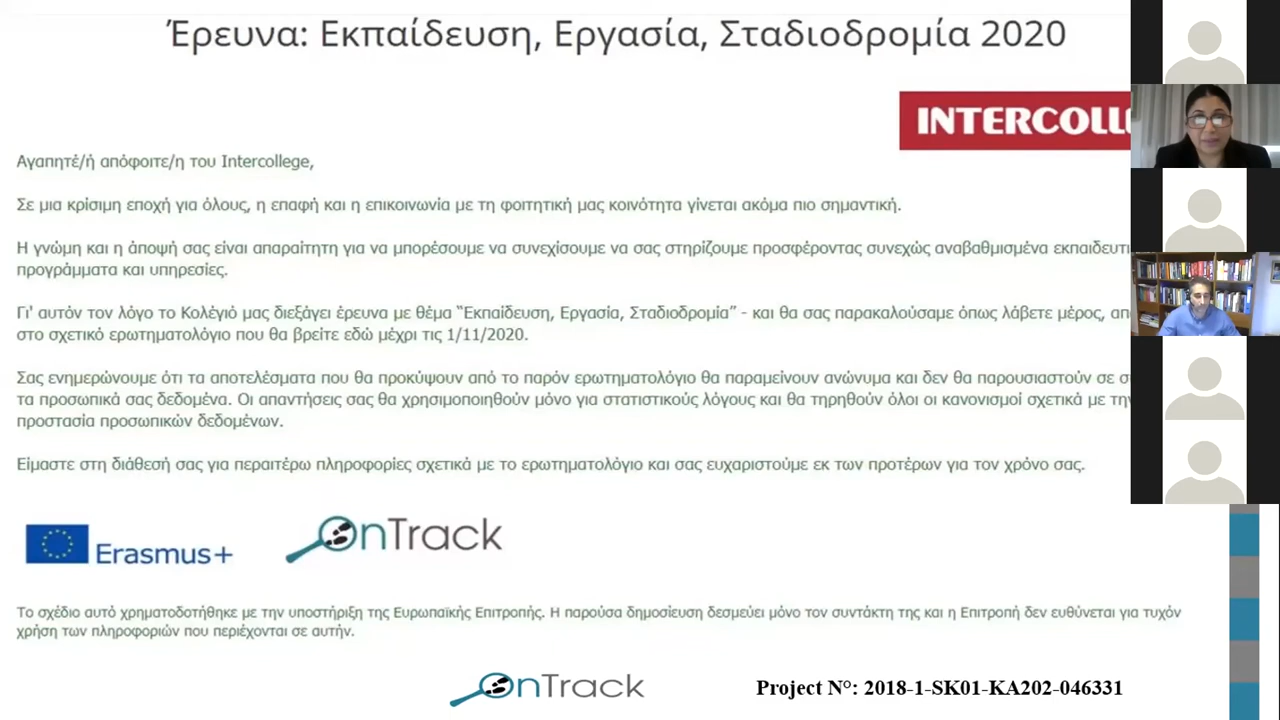 Έρευνα: Εκπαίδευση, Εργασία, Σταδιοδρομία 2020
INTERCOLLE
Αγαπητέ/ή απόφοιτε/η του Intercollege,
Σε μια κρίσιμη εποχή για όλους, η επαφή και η επικοινωνία με τη φοιτητική μας κοινότητα γίνεται ακόμα πιο σημαντική.
Η γνώμη και η άποψή σας είναι απαραίτητη για να μπορέσουμε να συνεχίσουμε να σας στηρίζουμε προσφέροντας συνεχώς αναβαθμισμένα εκπαιδευτι
προγράμματα και υπηρεσίες.
Γι' αυτόν τον λόγο το Κολέγιό μας διεξάγει έρευνα με θέμα “Εκπαίδευση, Εργασία, Σταδιοδρομία” - και θα σας παρακαλούσαμε όπως λάβετε μέρος, απ
στο σχετικό ερωτηματολόγιο που θα βρείτε εδώ μέχρι τις 1/11/2020.
Σας ενημερώνουμε ότι τα αποτελέσματα που θα προκύψουν από το παρόν ερωτηματολόγιο θα παραμείνουν ανώνυμα και δεν θα παρουσιαστούν σε
τα προσωπικά σας δεδομένα. Οι απαντήσεις σας θα χρησιμοποιηθούν μόνο για στατιστικούς λόγους και θα τηρηθούν όλοι οι κανονισμοί σχετικά με την
προστασία προσωπικών δεδομένων.
Είμαστε στη διάθεσή σας για περαιτέρω πληροφορίες σχετικά με το ερωτηματολόγιο και σας ευχαριστούμε εκ των προτέρων για τον χρόνο σας.
Erasmus+
OnTrack
Το σχέδιο αυτό χρηματοδοτήθηκε με την υποστήριξη της Ευρωπαϊκής Επιτροπής. Η παρούσα δημοσίευση δεσμεύει μόνο τον συντάκτη της και η Επιτροπή δεν ευθύνεται για τυχόν
χρήση των πληροφοριών που περιέχονται σε αυτήν.
OnTrack
Project N°: 2018-1-SK01-KA202-046331